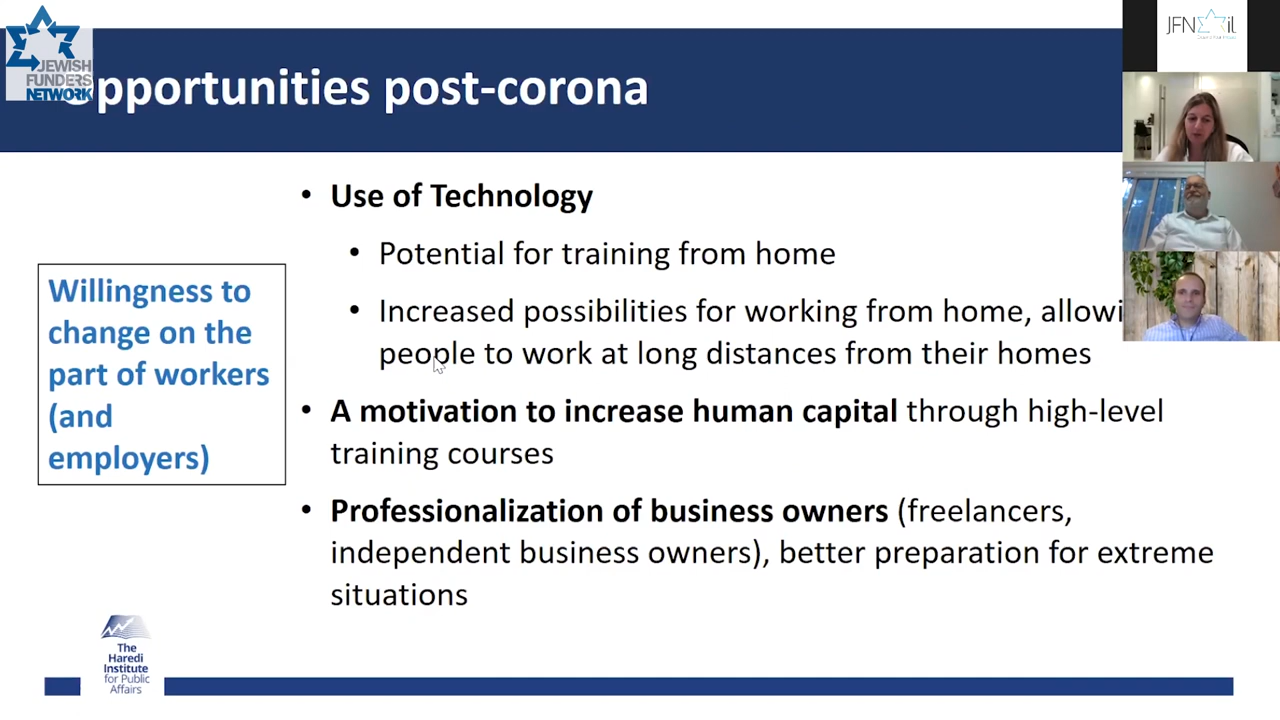 JEWISH
FUNDERS
NETWORK
pportunities post-corona
JFN il
Willingness to
change on the
part of workers
(and
employers)
• Use of Technology
• Potential for training from home
• Increased possibilities for working from home, allowi
people to work at long distances from their homes
• A motivation to increase human capital through high-level
training courses
• Professionalization of business owners (freelancers,
independent business owners), better preparation for extreme
situations
The
Haredi
Institute
for Public
Affairs